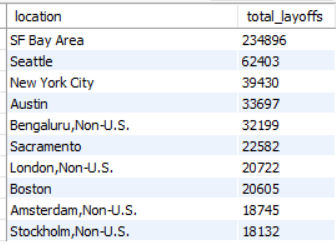 location total_layoffs
SF Bay Area 234896
Seattle 62403
New York City 39430
Austin 33697
Bengaluru,Non-U.S. 32199
Sacramento 22582
London,Non-U.S. 20722
Boston 20605
Amsterdam,Non-U.S. 18745
Stockholm,Non-U.S. 18132